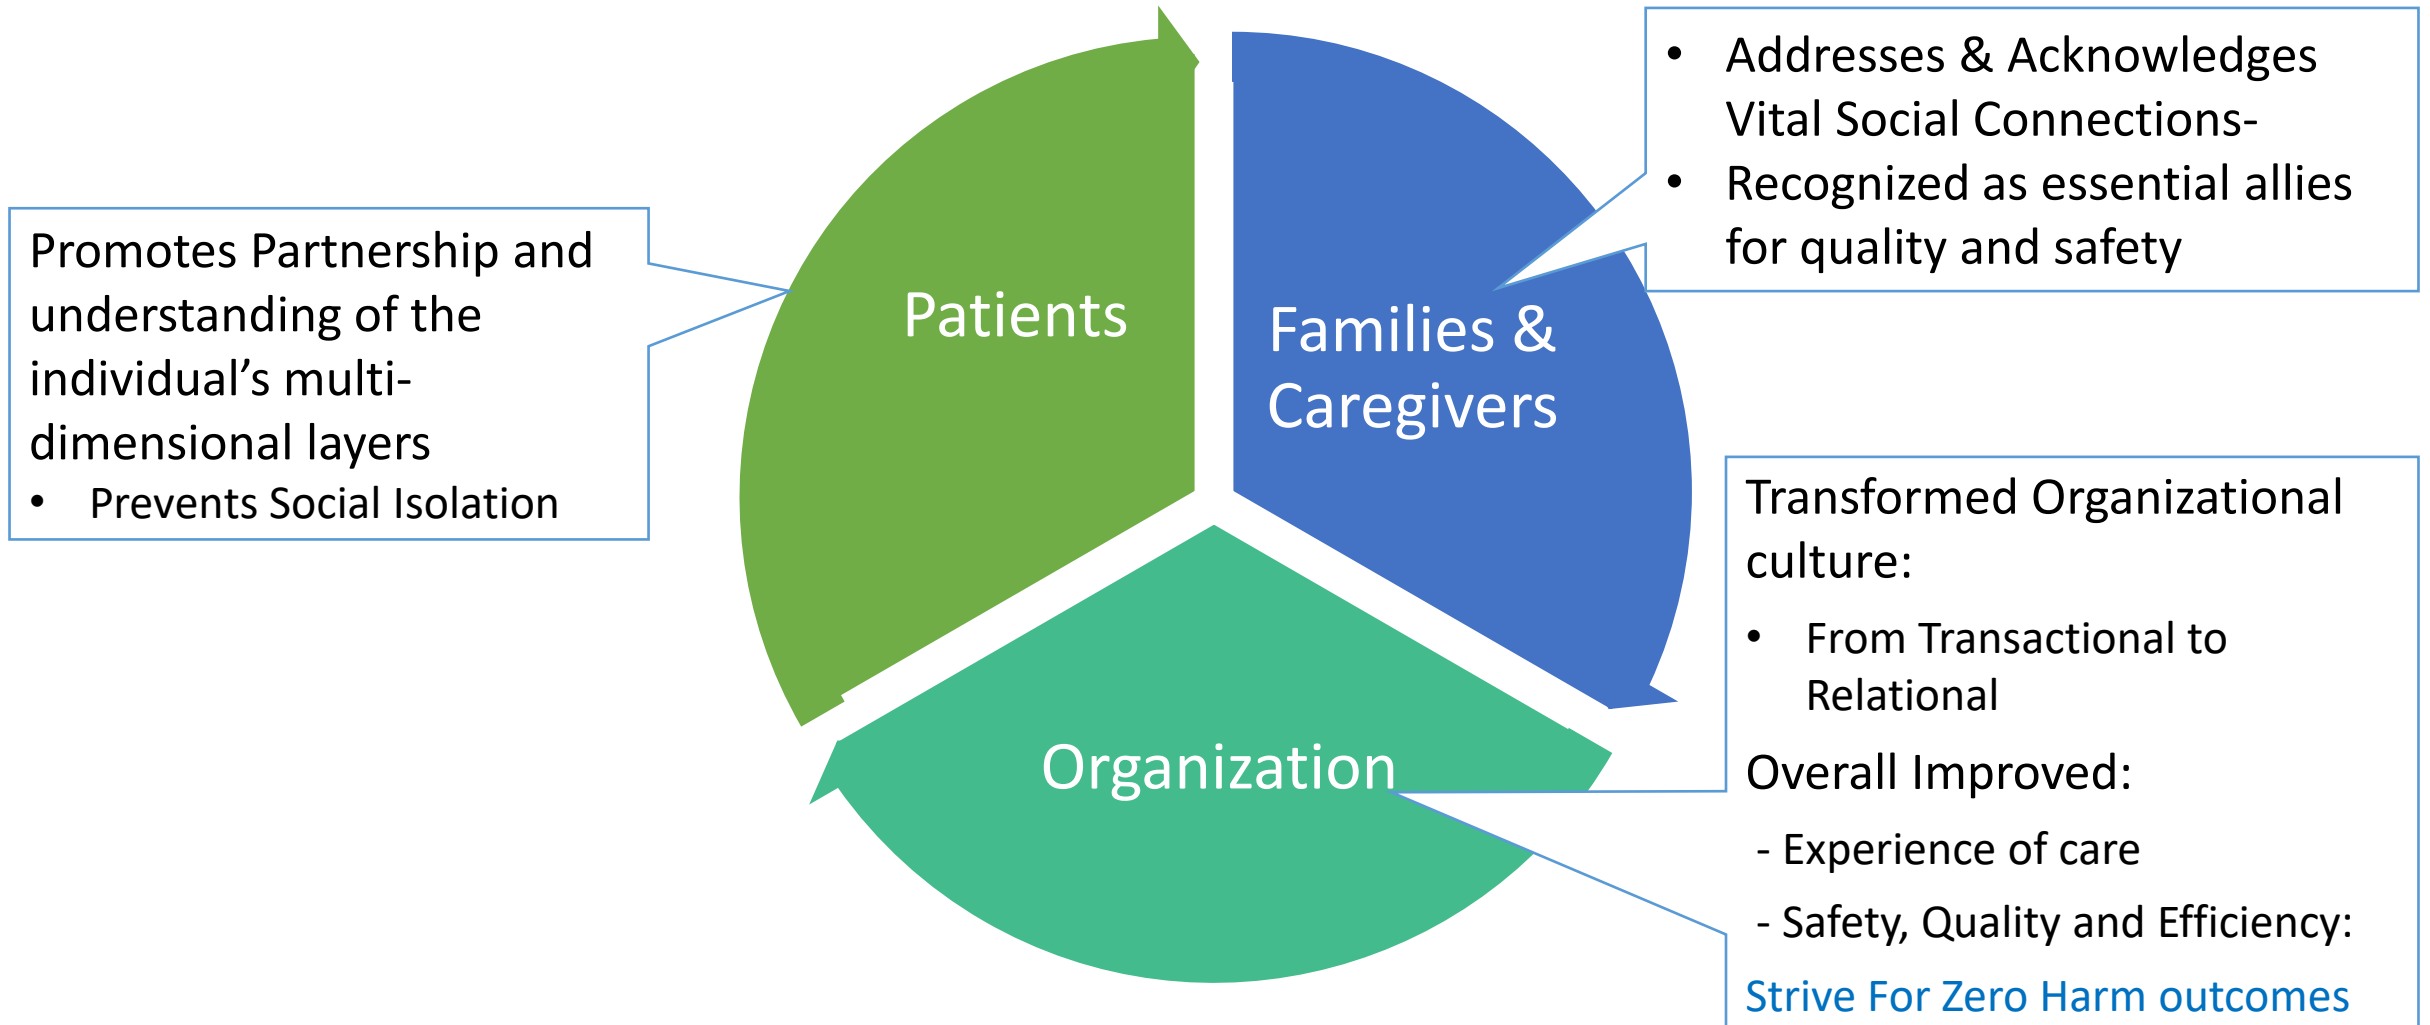 Promotes Partnership and
understanding of the
individual’s multi-
dimensional layers
• Prevents Social Isolation
Patients
Families &
Caregivers
Organization
• Addresses & Acknowledges
Vital Social Connections-
• Recognized as essential allies
for quality and safety
Transformed Organizational
culture:
• From Transactional to
Relational
Overall Improved:
- Experience of care
- Safety, Quality and Efficiency:
Strive For Zero Harm outcomes